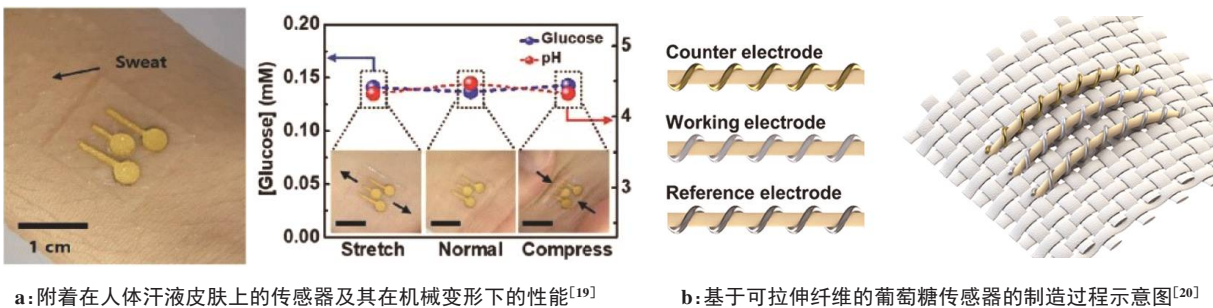 Sweat
1 cm
0.20
0.15
0.10
0.05
0.00
[Glucose] (mM)
Glucose
pH
5
4
3
Stretch Normal Compress
Counter electrode
Working electrode
Reference electrode
a:附着在人体汗液皮肤上的传感器及其在机械变形下的性能[19]
b:基于可拉伸纤维的葡萄糖传感器的制造过程示意图[20]